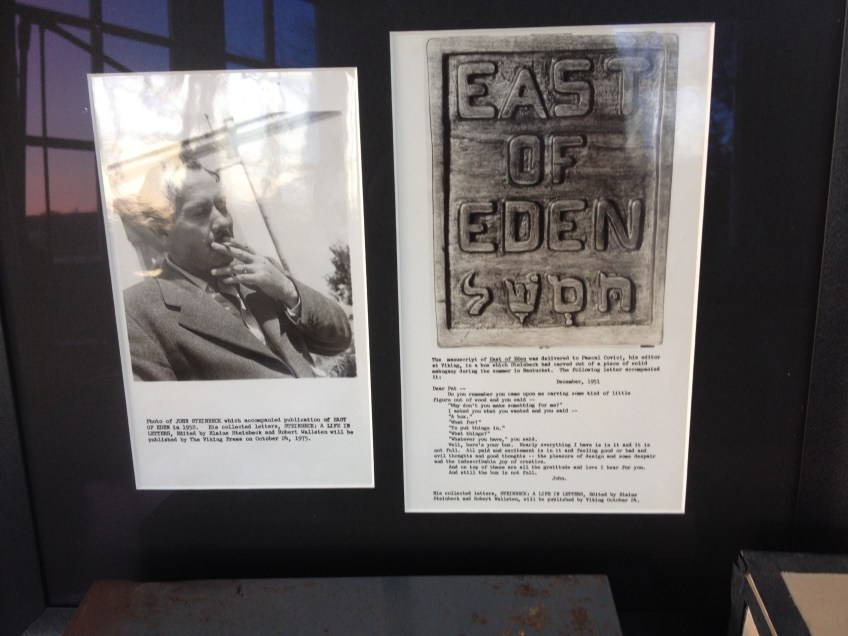 Photo of JOHN STEINBECK which accompanied publication of EAST
OF EDEN in 1952. His collected letters, STEINBECK: A LIFE IN
LETTERS, Edited by Elaine Steinbeck and Robert Wallsten will be
published by The Viking Press on October 24, 1975.
EAST
OF
EDEN
תמשל
The manuscript of East of Eden was delivered to Pascal Covici, his editor
at Viking, in a box which Steinbeck had carved out of a piece of solid
mahogany during the summer in Nantucket. The following letter accompanied
it:
December, 1951
Dear Pat --
Do you remember you came upon me carving some kind of little
figure out of wood and you said --
"Why don't you make something for me?"
I asked you what you wanted and you said --
"A box."
"What for?"
"To put things in."
"What things?"
"Whatever you have," you said.
Well, here's your box. Nearly everything I have is in it and it is
not full. All pain and excitement is in it and feeling good or bad and
evil thoughts and good thoughts -- the pleasure of design and some despair
and the indescribable joy of creation.
And on top of these are all the gratitude and love I bear for you.
And still the box is not full.
John.
His collected letters, STEINBECK: A LIFE IN LETTERS, Edited by Elaine
Steinbeck and Robert Wallsten, will be published by Viking October 24.